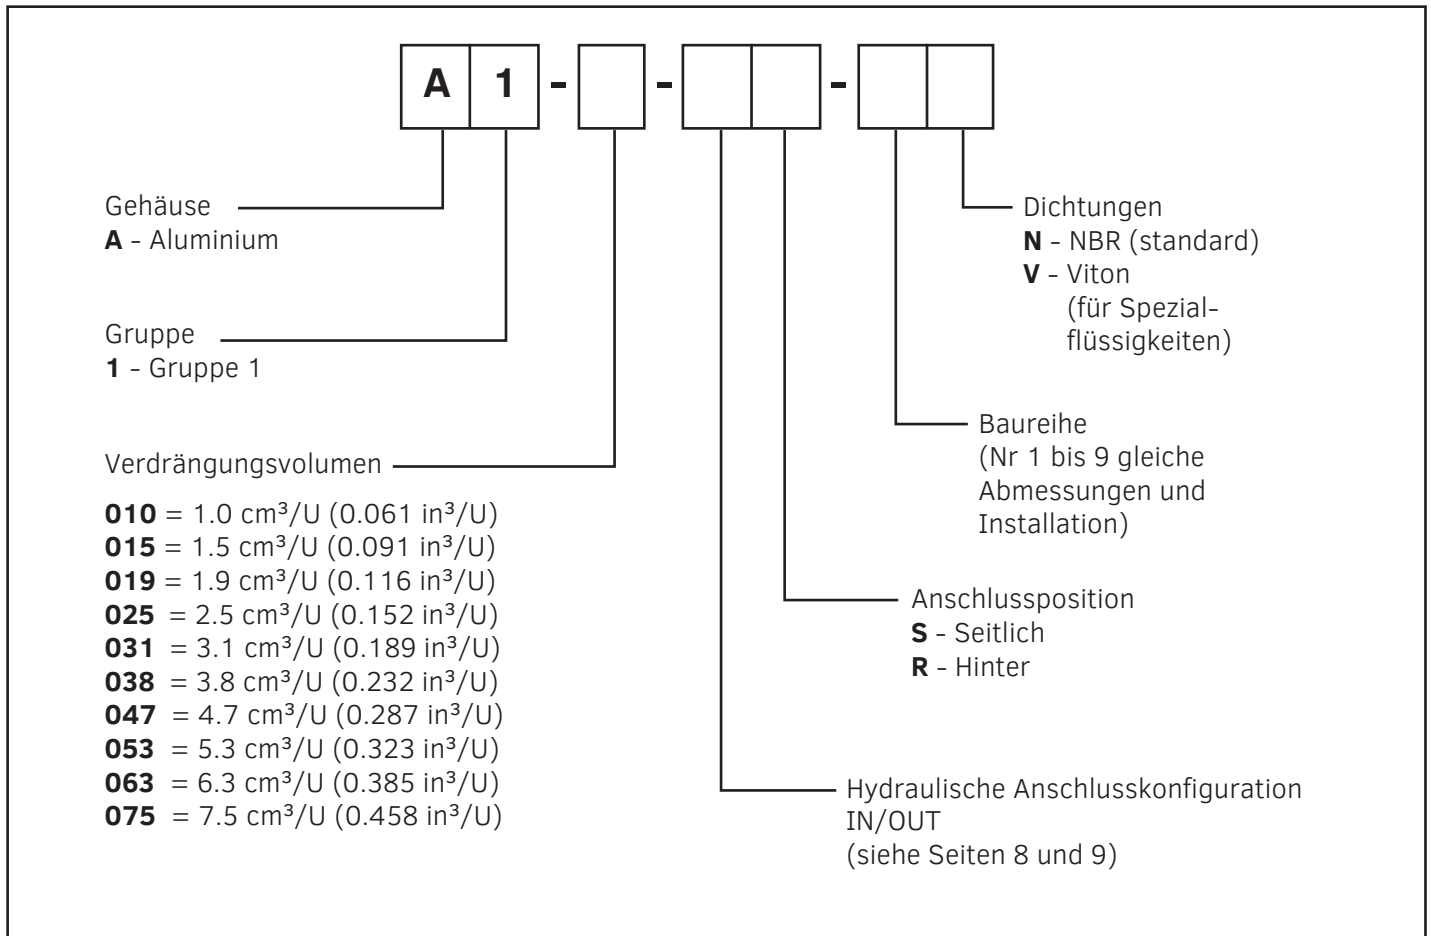 A 1 - - -
Gehäuse
A - Aluminium
Gruppe
1 - Gruppe 1
Verdrängungsvolumen
010 = 1.0 cm³/U (0.061 in³/U)
015 = 1.5 cm³/U (0.091 in³/U)
019 = 1.9 cm³/U (0.116 in³/U)
025 = 2.5 cm³/U (0.152 in³/U)
031 = 3.1 cm³/U (0.189 in³/U)
038 = 3.8 cm³/U (0.232 in³/U)
047 = 4.7 cm³/U (0.287 in³/U)
053 = 5.3 cm³/U (0.323 in³/U)
063 = 6.3 cm³/U (0.385 in³/U)
075 = 7.5 cm³/U (0.458 in³/U)
Dichtungen
N - NBR (standard)
V - Viton
(für Spezial-
flüssigkeiten)
Baureihe
(Nr 1 bis 9 gleiche
Abmessungen und
Installation)
Anschlussposition
S - Seitlich
R - Hinter
Hydraulische Anschlusskonfiguration
IN/OUT
(siehe Seiten 8 und 9)